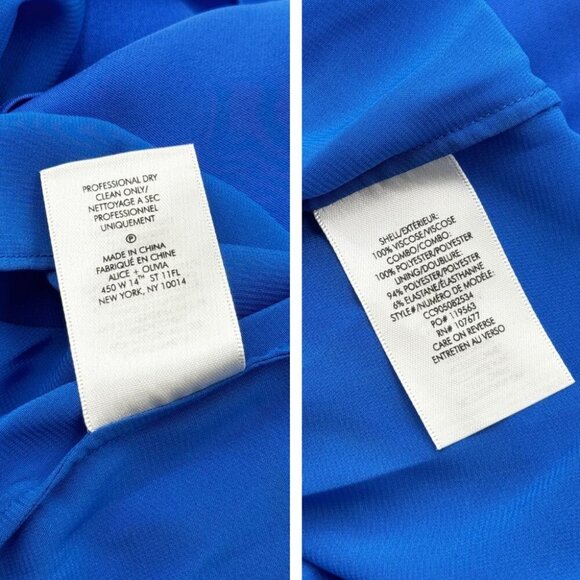 PROFESSIONAL DRY
CLEAN ONLY/
NETTOYAGE A SEC
PROFESSIONNEL
UNIQUEMENT
P
MADE IN CHINA
FABRIQUÉ EN CHINE
ALICE + OLIVIA
450 W 14TH ST 11FL
NEW YORK, NY 10014
SHELL/EXTÉRIEUR:
100% VISCOSE/VISCOSE
COMBO/COMBO:
100% POLYESTER/POLYESTER
LINING/DOUBLURE:
94% POLYESTER/POLYESTER
6% ELASTANE/ÉLASTHANNE
STYLE#/NUMÉRO DE MODÈLE:
CC905082534
PO# 119563
RN# 107677
CARE ON REVERSE
ENTRETIEN AU VERSO